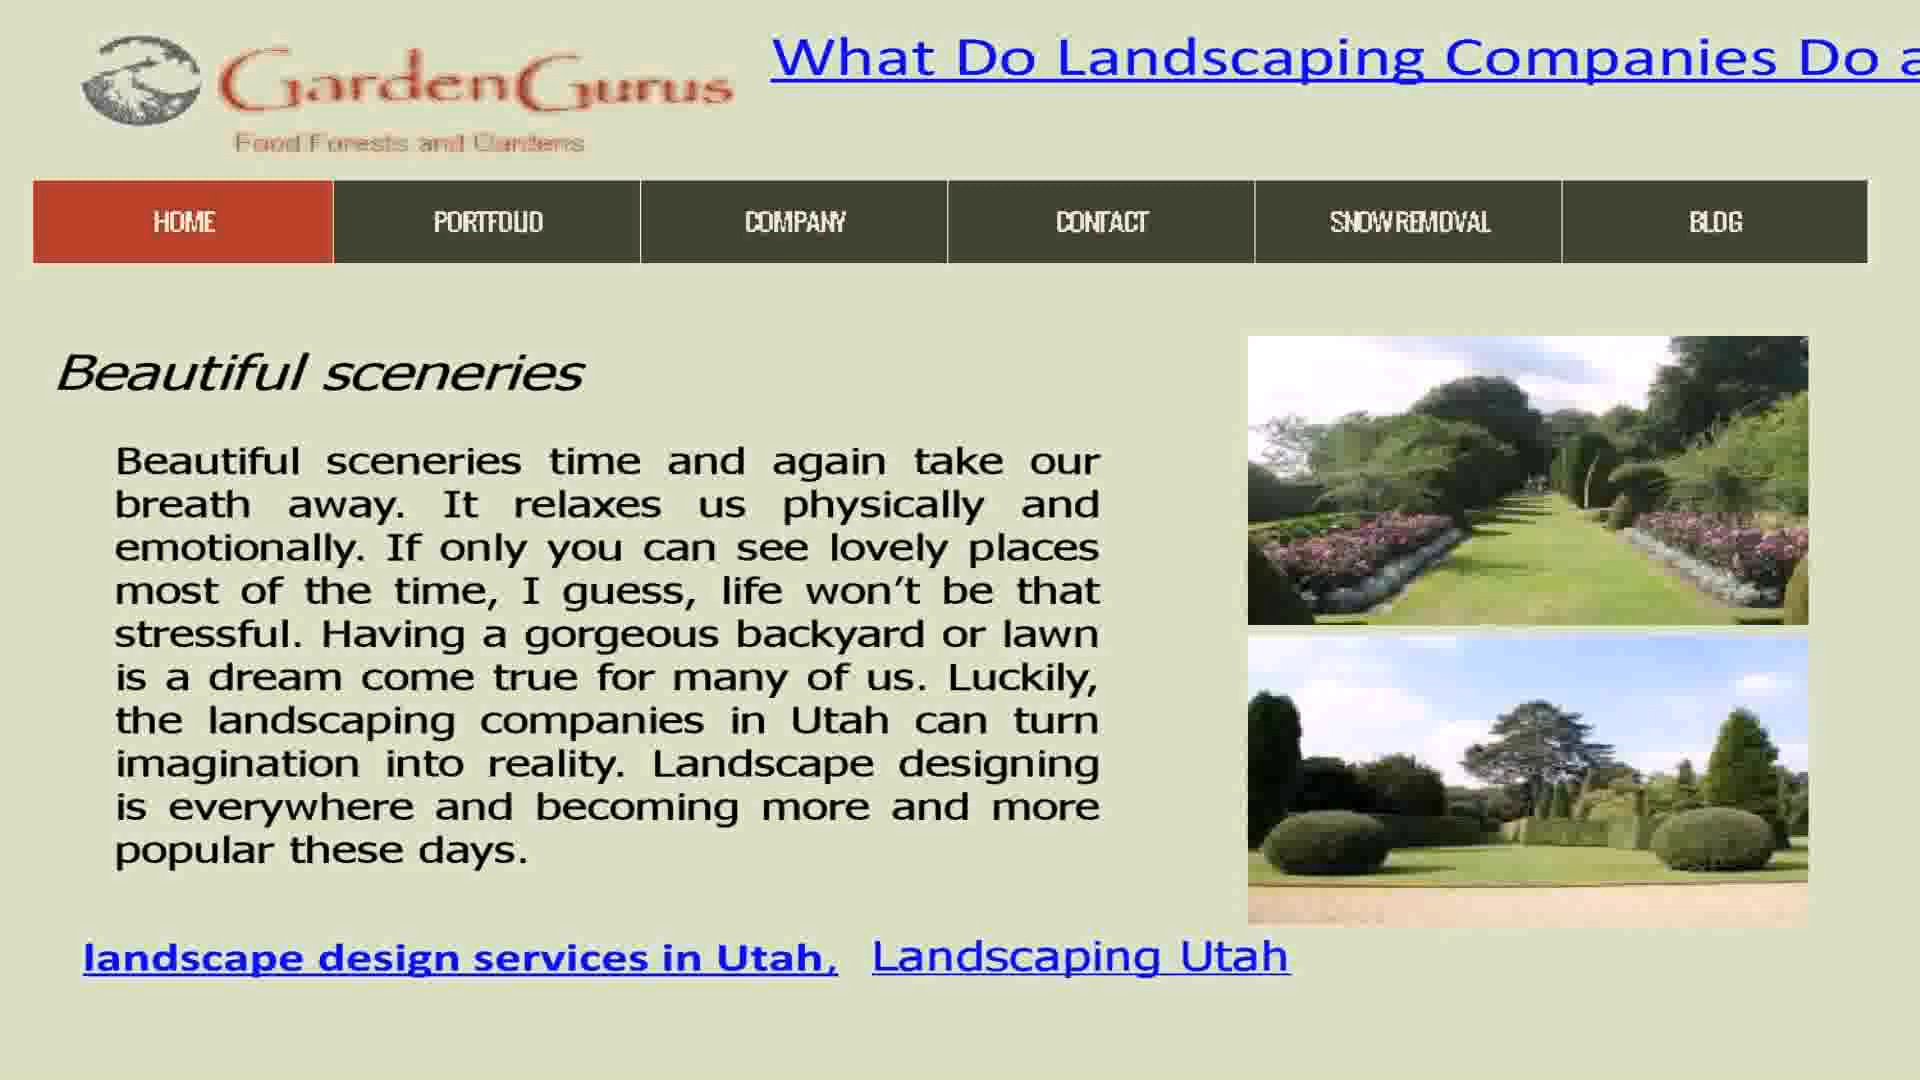 GardenGurus
Food Forests and Gardens
What Do Landscaping Companies Do a
HOME
PORTFOLIO
COMPANY
CONTACT
SNOW REMOVAL
BLOG
Beautiful sceneries
Beautiful sceneries time and again take our
breath away. It relaxes us physically and
emotionally. If only you can see lovely places
most of the time, I guess, life won’t be that
stressful. Having a gorgeous backyard or lawn
is a dream come true for many of us. Luckily,
the landscaping companies in Utah can turn
imagination into reality. Landscape designing
is everywhere and becoming more and more
popular these days.
landscape design services in Utah, Landscaping Utah